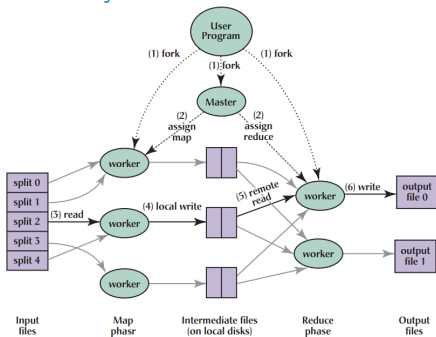 User
Program
(1) fork
(1) fork
(1) fork
Master
(2)
assign
map
(2)
assign
reduce
worker
split 0
split 1
split 2
split 3
split 4
(3) read
worker
(4) local write
(5) remote
read
worker
(6) write
output
file 0
worker
output
file 1
worker
Input
files
Map
phasr
Intermediate files
(on local disks)
Reduce
phase
Output
files